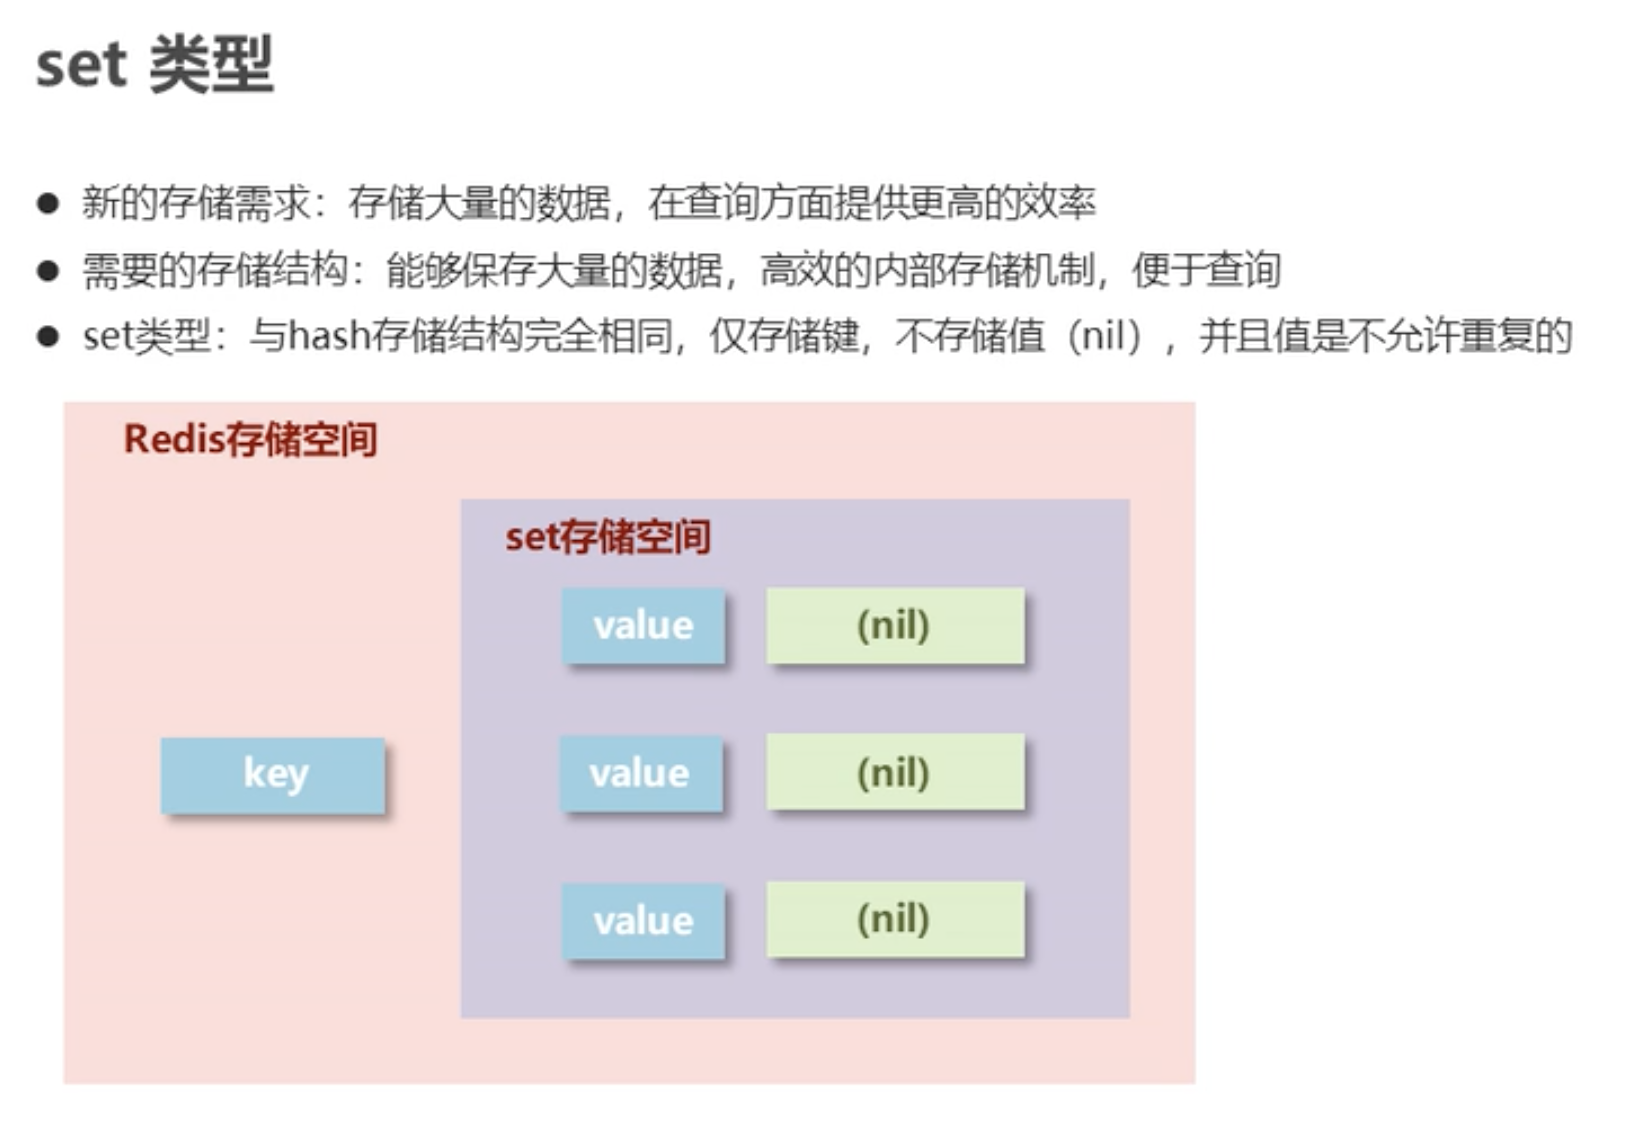 set 类型
● 新的存储需求：存储大量的数据，在查询方面提供更高的效率
● 需要的存储结构：能够保存大量的数据，高效的内部存储机制，便于查询
● set类型：与hash存储结构完全相同，仅存储键，不存储值（nil），并且值是不允许重复的
Redis存储空间
set存储空间
value (nil)
key value (nil)
value (nil)